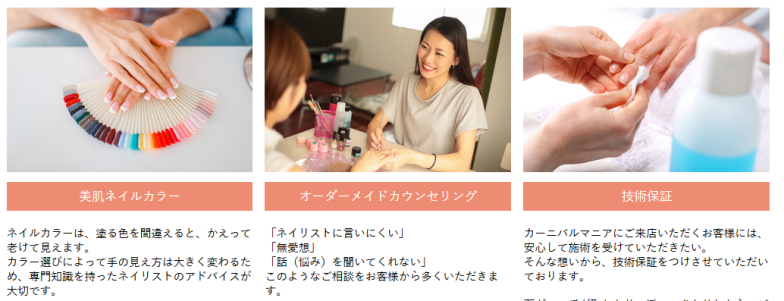 美肌ネイルカラー
ネイルカラーは、塗る色を間違えると、かえって
老けて見えます。
カラー選びによって手の見え方は大きく変わるた
め、専門知識を持ったネイリストのアドバイスが
大切です。
オーダーメイドカウンセリング
「ネイリストに言いにくい」
「無愛想」
「話（悩み）を聞いてくれない」
このようなご相談をお客様から多くいただきま
す。
技術保証
カーニバルマニアにご来店いただくお客様には、
安心して施術を受けていただきたい。
そんな想いから、技術保証をつけさせていただい
ております。